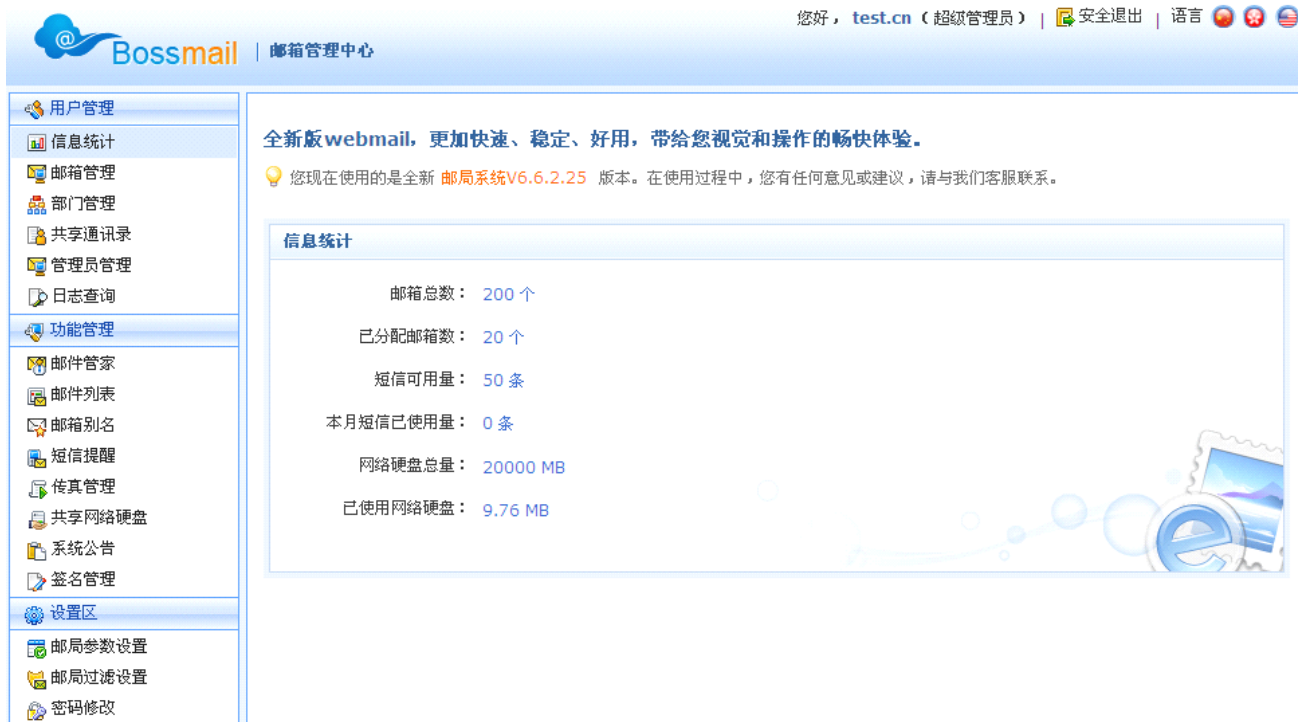 您好，test.cn（超级管理员） | 安全退出 | 语言
Bossmail | 邮箱管理中心
用户管理
信息统计
邮箱管理
部门管理
共享通讯录
管理员管理
日志查询
功能管理
邮件管家
邮件列表
邮箱别名
短信提醒
传真管理
共享网络硬盘
系统公告
签名管理
设置区
邮局参数设置
邮局过滤设置
密码修改
全新版webmail，更加快速、稳定、好用，带给您视觉和操作的畅快体验。
您现在使用的是全新 邮局系统V6.6.2.25 版本。在使用过程中，您有任何意见或建议，请与我们客服联系。
信息统计
邮箱总数： 200 个
已分配邮箱数： 20 个
短信可用量： 50 条
本月短信已使用量： 0 条
网络硬盘总量： 20000 MB
已使用网络硬盘： 9.76 MB